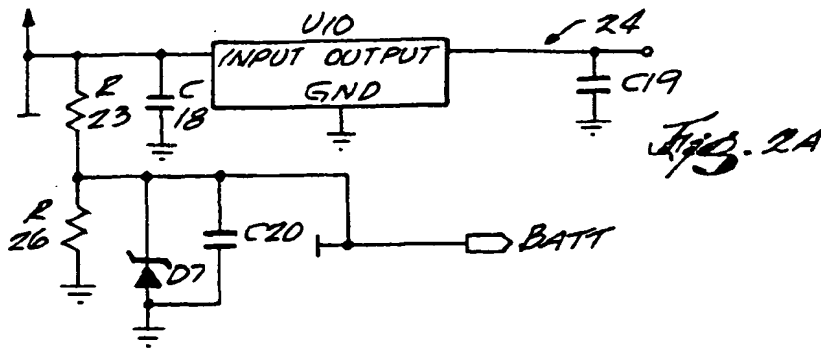 U10
24
INPUT OUTPUT
GND
R
23
C
18
C19
Fig. 2A
R
26
D7
C20
BATT